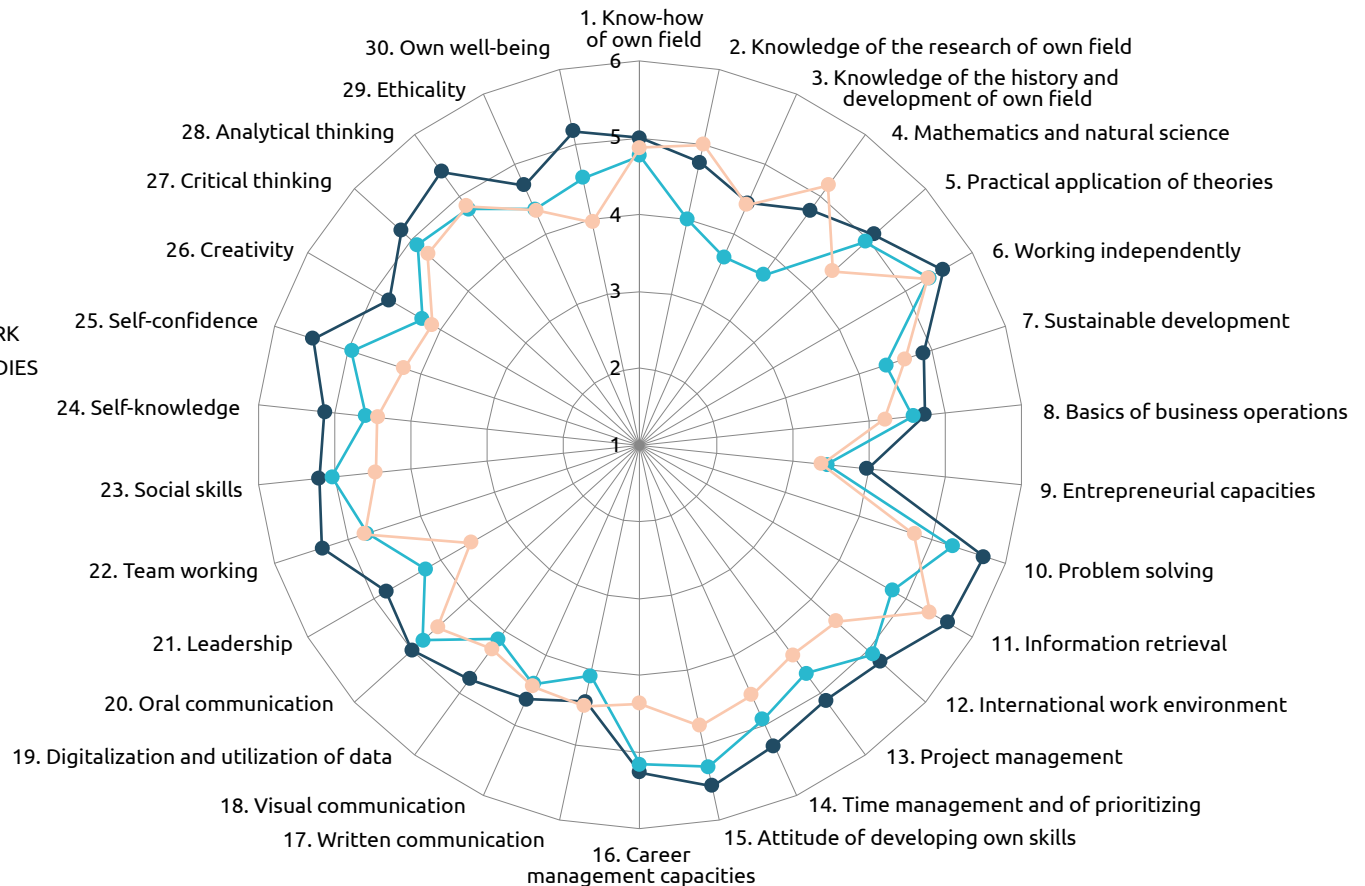 1. Know-how
of own field
2. Knowledge of the research of own field
3. Knowledge of the history and
development of own field
4. Mathematics and natural science
5. Practical application of theories
6. Working independently
7. Sustainable development
8. Basics of business operations
9. Entrepreneurial capacities
10. Problem solving
11. Information retrieval
12. International work environment
13. Project management
14. Time management and of prioritizing
15. Attitude of developing own skills
16. Career
management capacities
17. Written communication
18. Visual communication
19. Digitalization and utilization of data
20. Oral communication
21. Leadership
22. Team working
23. Social skills
24. Self-knowledge
25. Self-confidence
26. Creativity
27. Critical thinking
28. Analytical thinking
29. Ethicality
30. Own well-being
6
5
4
3
2
1
RK
DIES